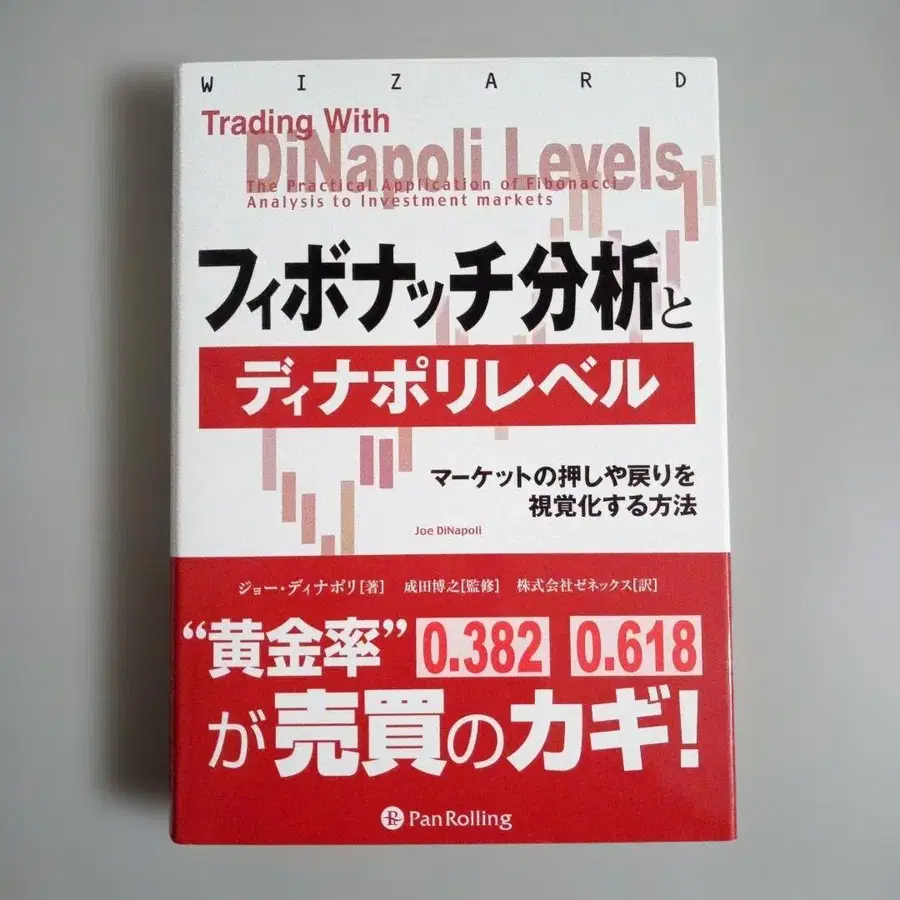 WIZARD
Trading With
DiNapoli Levels
The Practical Application of Fibonacci
Analysis to Investment markets
フィボナッチ分析と
ディナポリレベル
マーケットの押しや戻りを
視覚化する方法
Joe DiNapoli
ジョー・ディナポリ[著] 成田博之[監修] 株式会社ゼネックス[訳]
“黄金率” 0.382 0.618
が売買のカギ!
PanRolling